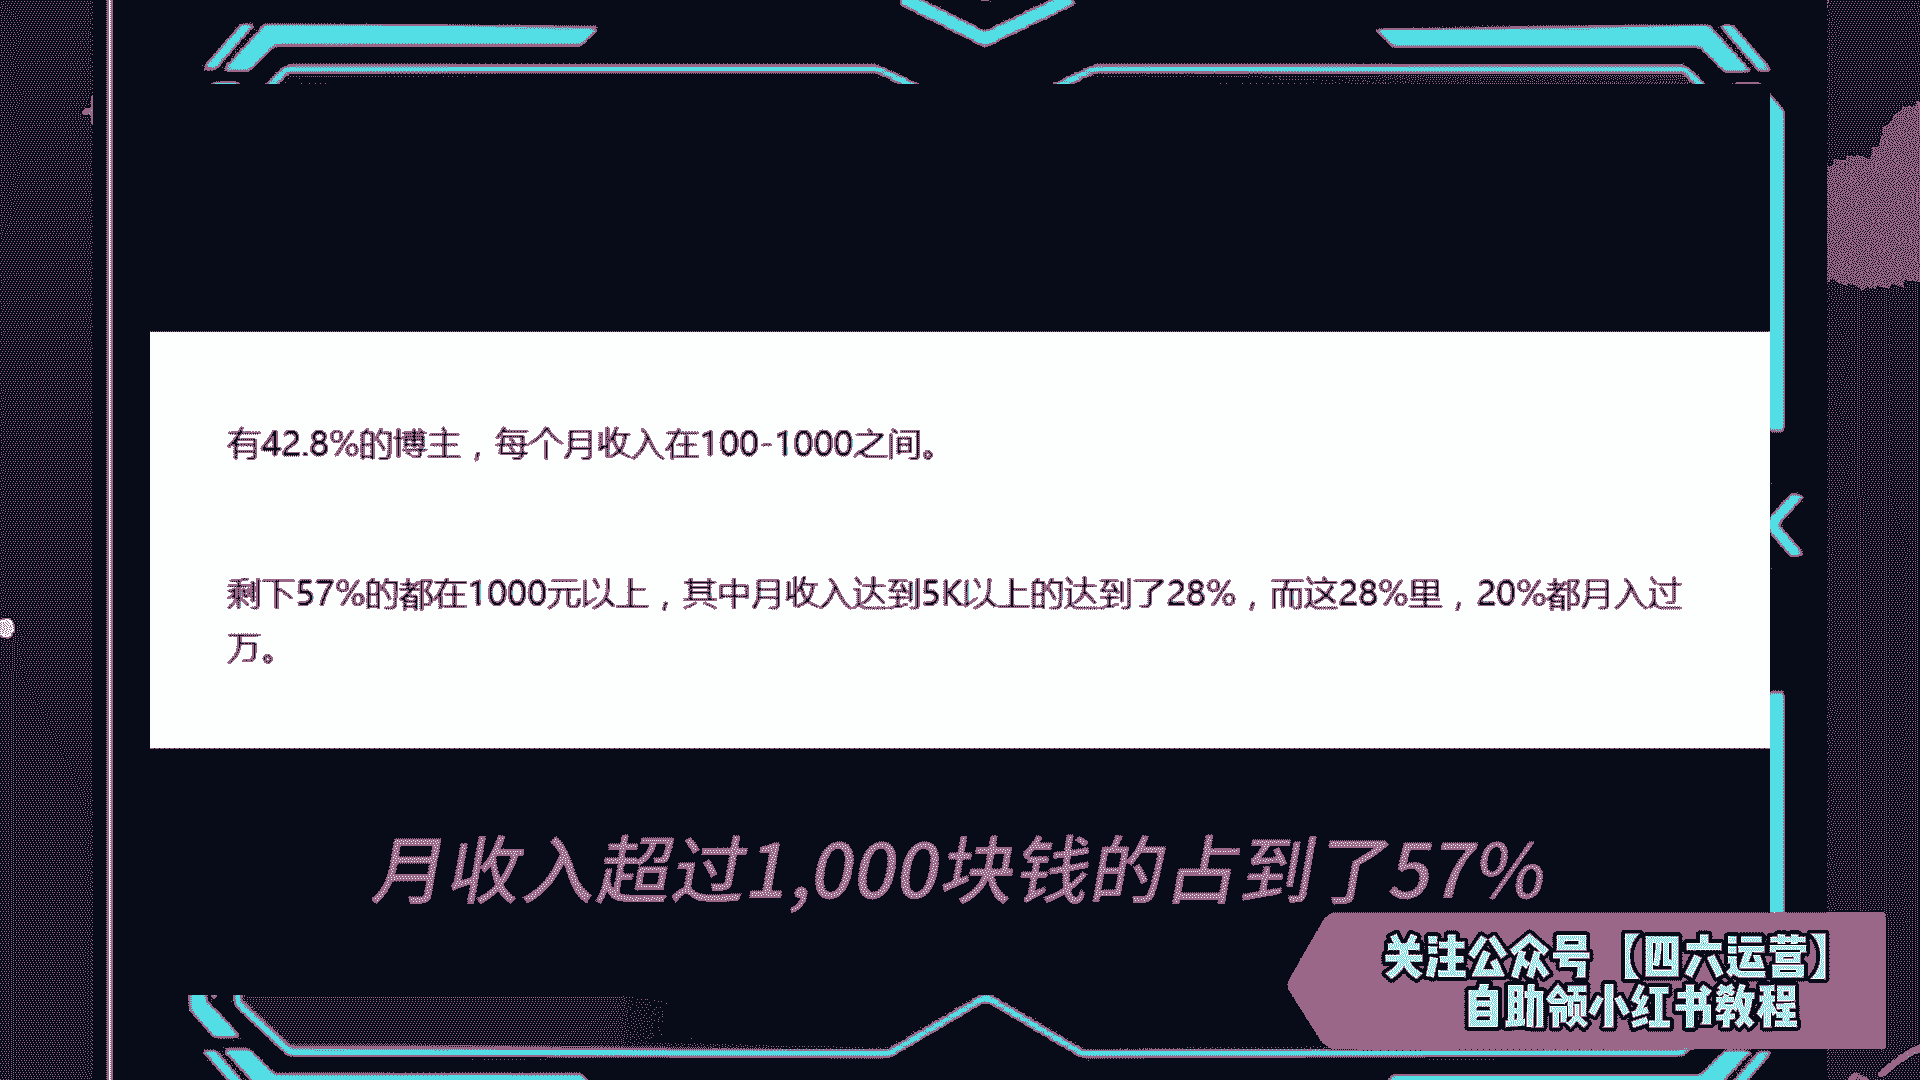 有42.8%的博主，每个月收入在100-1000之间。
剩下57%的都在1000元以上，其中月收入达到5K以上的达到了28%，而这28%里，20%都月入过
万。
月收入超过1,000块钱的占到了57%
关注公众号【四六运营】
自助领小红书教程